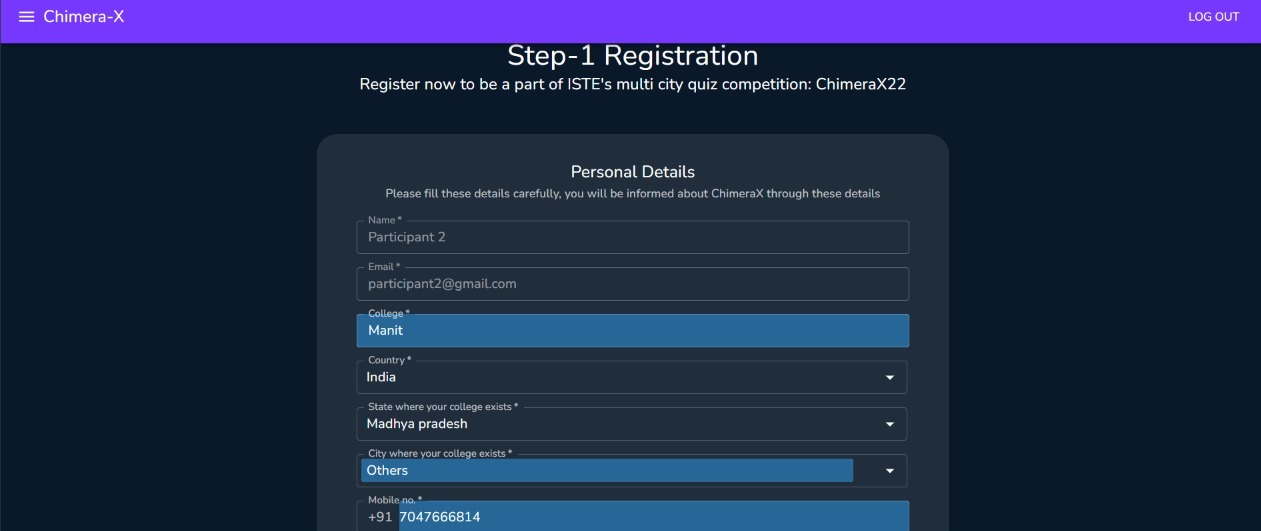 Chimera-X
LOG OUT
Step-1 Registration
Register now to be a part of ISTE's multi city quiz competition: ChimeraX22
Personal Details
Please fill these details carefully, you will be informed about ChimeraX through these details
Name *
Participant 2
Email *
participant2@gmail.com
College *
Manit
Country *
India
State where your college exists *
Madhya pradesh
City where your college exists *
Others
Mobile no. *
+91 7047666814